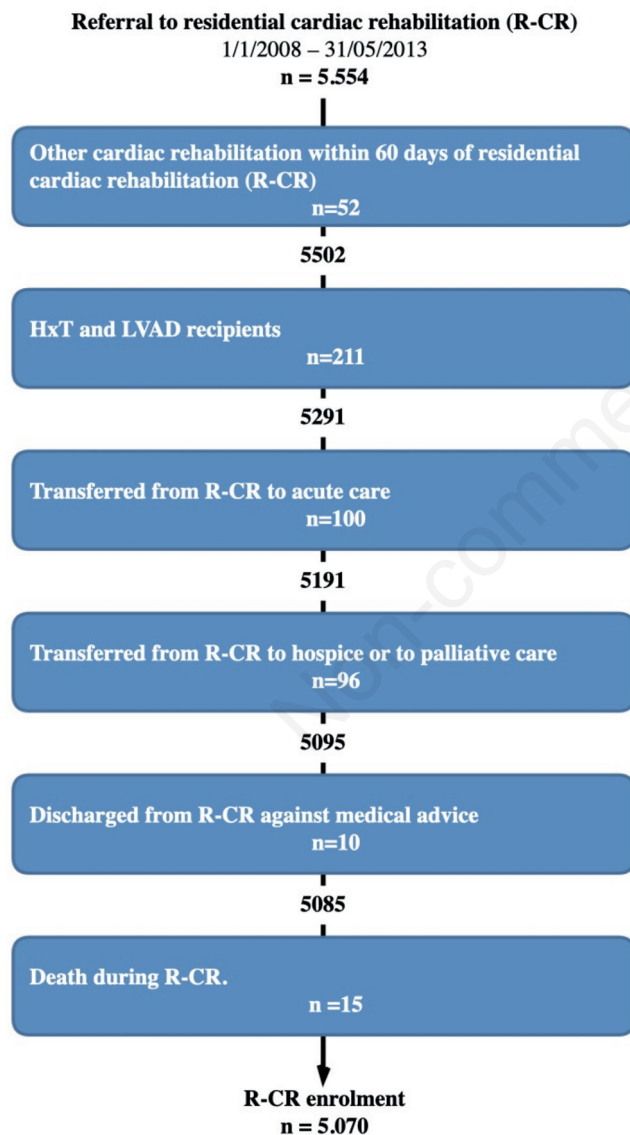 Referral to residential cardiac rehabilitation (R-CR)
1/1/2008 – 31/05/2013
n = 5.554
Other cardiac rehabilitation within 60 days of residential
cardiac rehabilitation (R-CR)
n=52
5502
HxT and LVAD recipients
n=211
5291
Transferred from R-CR to acute care
n=100
5191
Transferred from R-CR to hospice or to palliative care
n=96
5095
Discharged from R-CR against medical advice
n=10
5085
Death during R-CR.
n =15
R-CR enrolment
n = 5.070
Non-comme